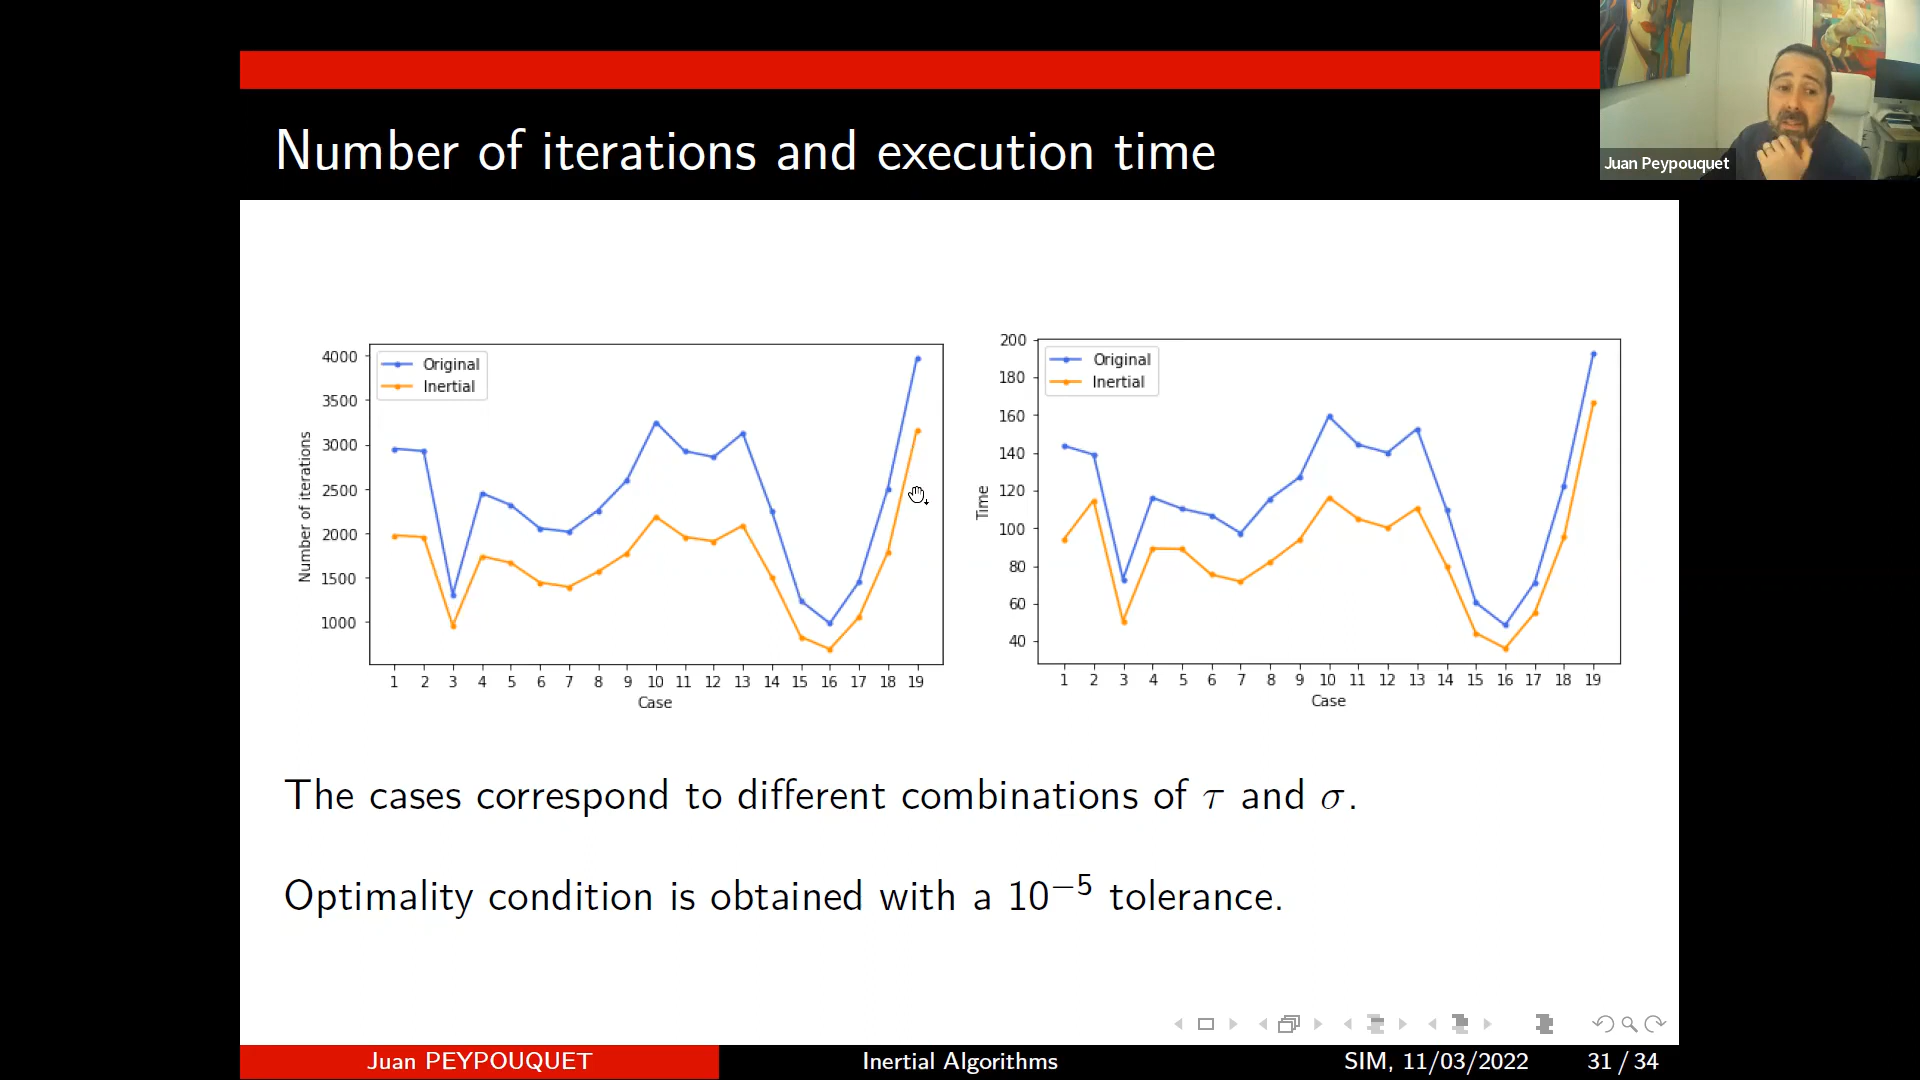 Number of iterations and execution time
Juan Peypouquet
Original
Inertial
4000
3500
3000
2500
2000
1500
1000
Number of iterations
1 2 3 4 5 6 7 8 9 10 11 12 13 14 15 16 17 18 19
Case
Original
Inertial
200
180
160
140
120
100
80
60
40
Time
1 2 3 4 5 6 7 8 9 10 11 12 13 14 15 16 17 18 19
Case
The cases correspond to different combinations of τ and σ.
Optimality condition is obtained with a 10⁻⁵ tolerance.
Juan PEYPOUQUET Inertial Algorithms SIM, 11/03/2022 31 / 34